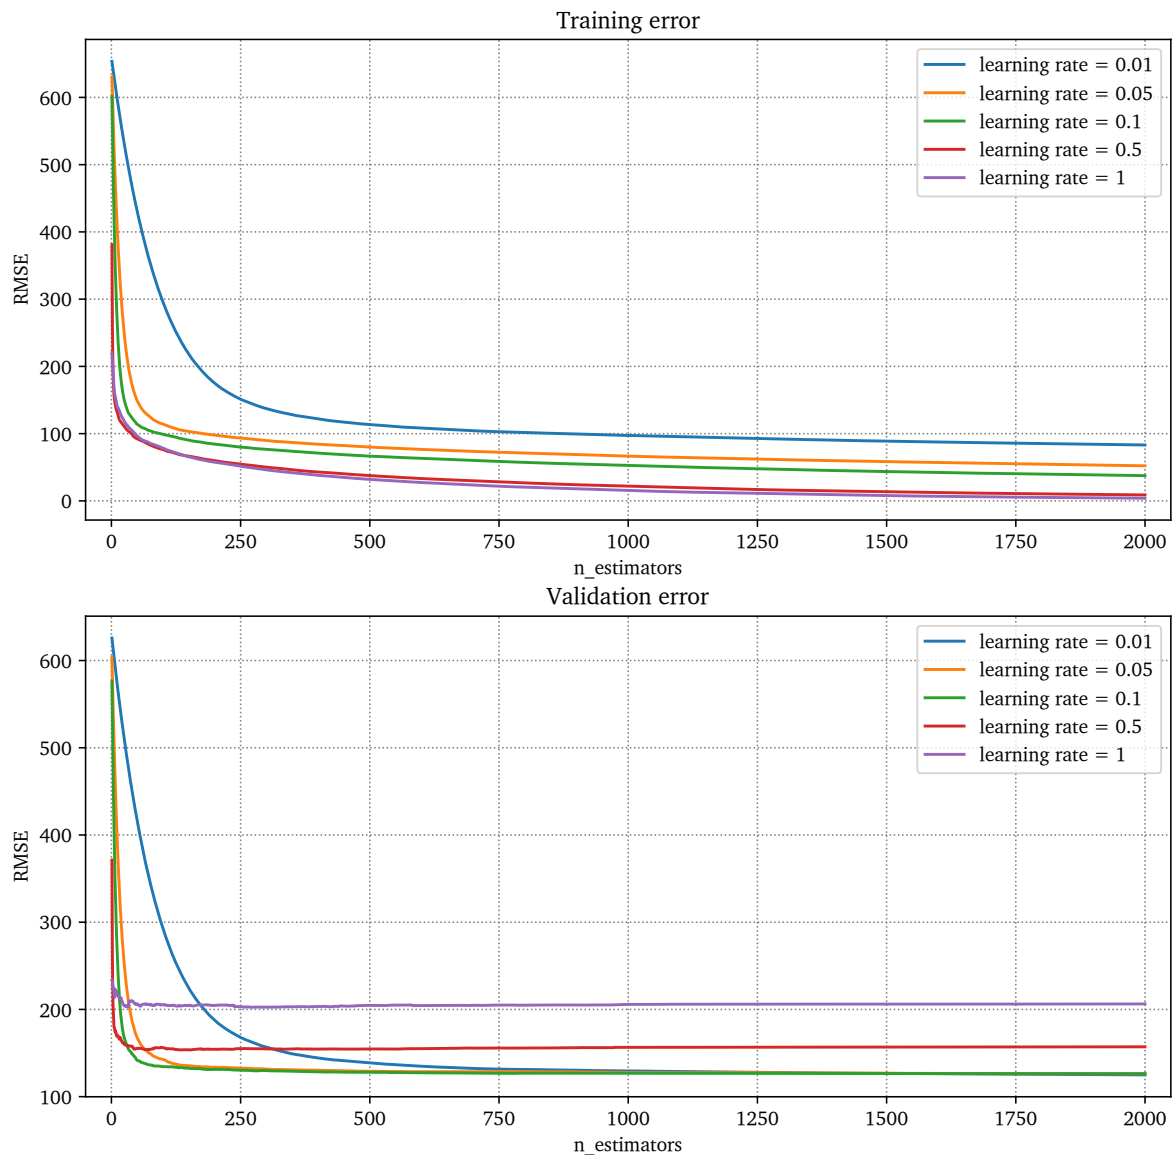 Training error
learning rate = 0.01
learning rate = 0.05
learning rate = 0.1
learning rate = 0.5
learning rate = 1
RMSE
600
500
400
300
200
100
0
0 250 500 750 1000 1250 1500 1750 2000
n_estimators
Validation error
learning rate = 0.01
learning rate = 0.05
learning rate = 0.1
learning rate = 0.5
learning rate = 1
RMSE
600
500
400
300
200
100
0 250 500 750 1000 1250 1500 1750 2000
n_estimators